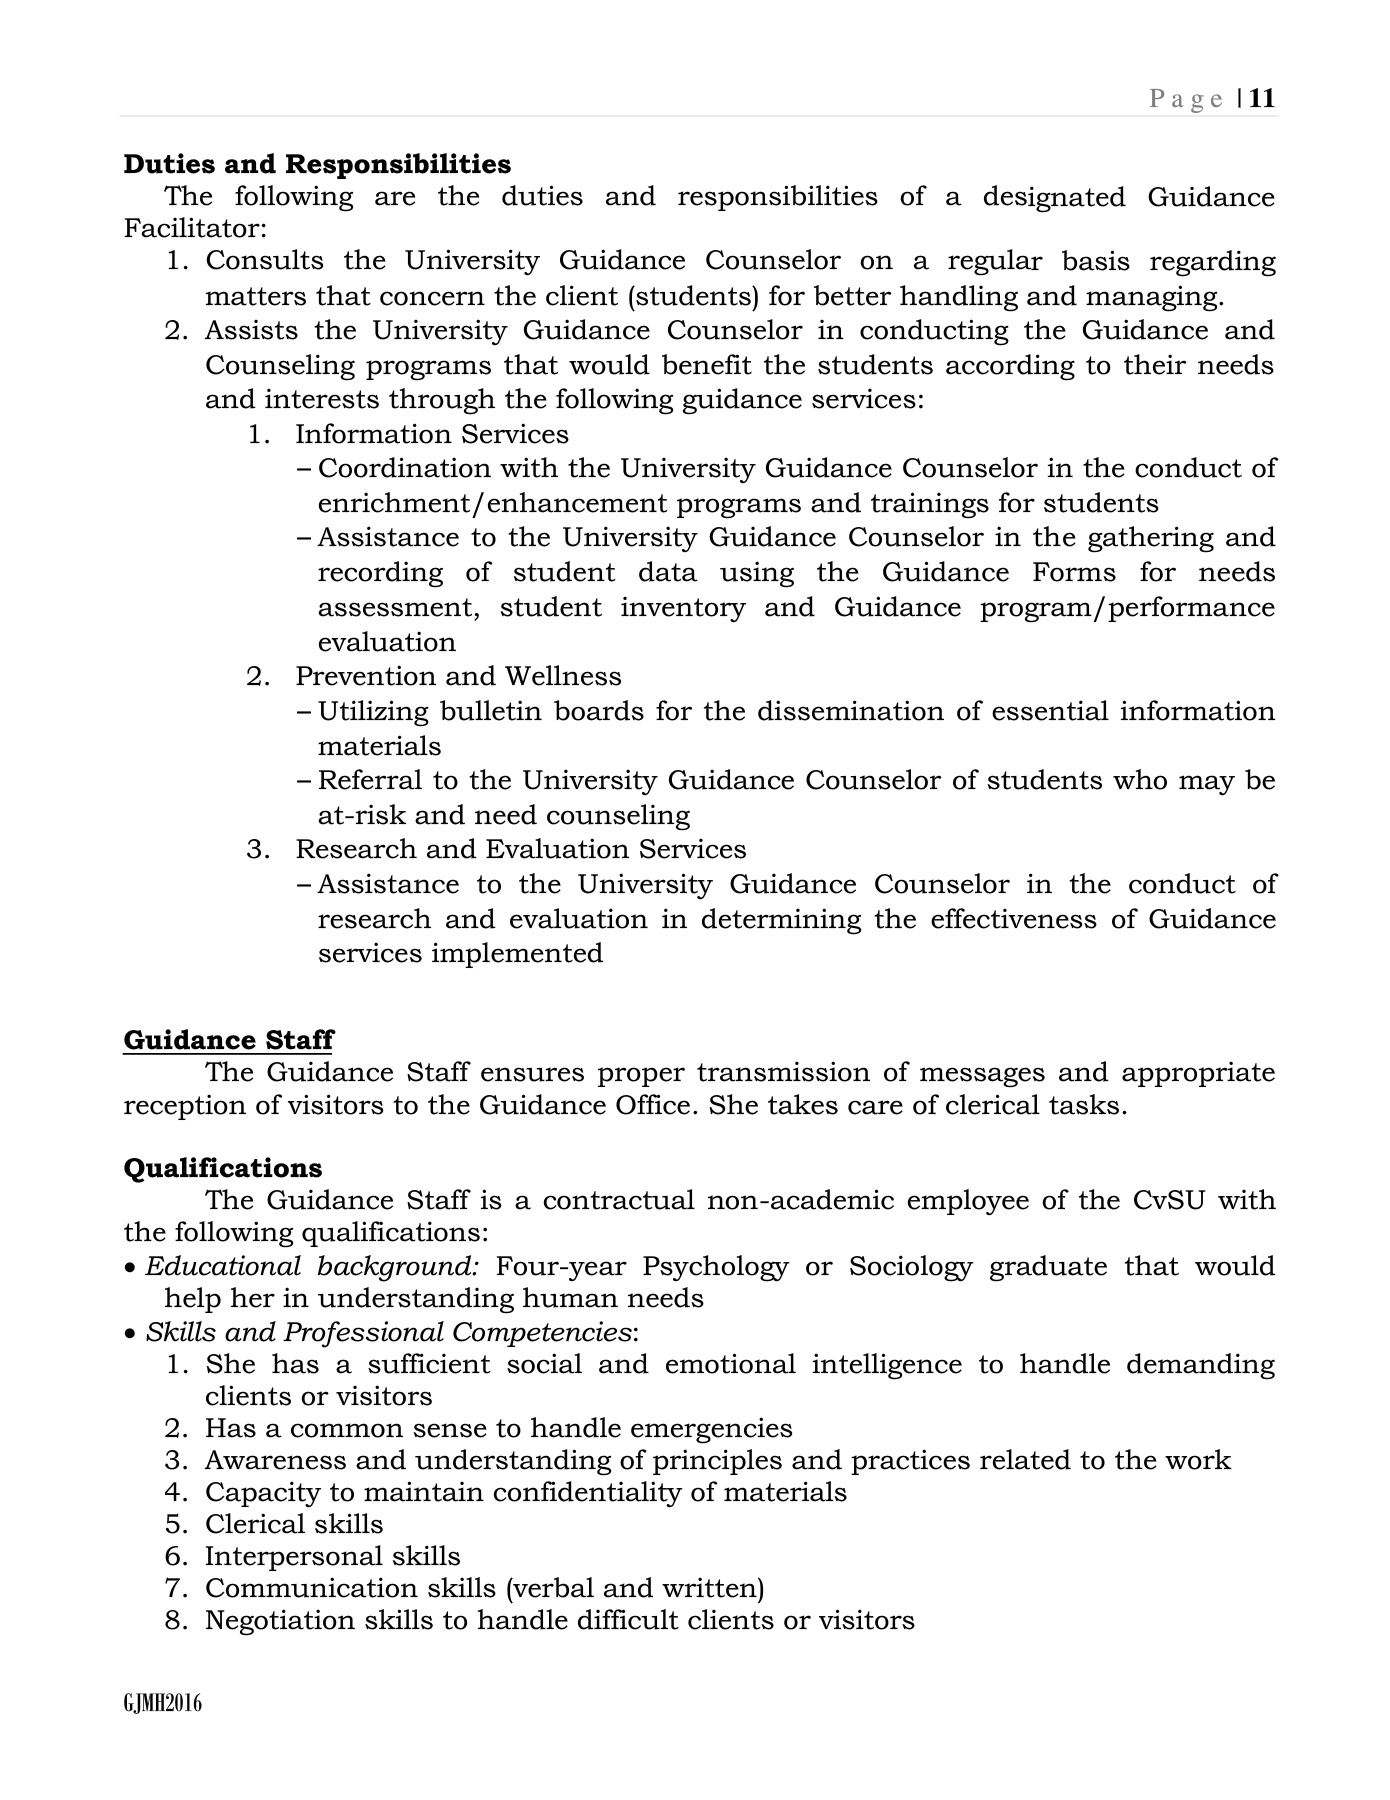 Page | 11
Duties and Responsibilities
The following are the duties and responsibilities of a designated Guidance
Facilitator:
1. Consults the University Guidance Counselor on a regular basis regarding
matters that concern the client (students) for better handling and managing.
2. Assists the University Guidance Counselor in conducting the Guidance and
Counseling programs that would benefit the students according to their needs
and interests through the following guidance services:
1. Information Services
– Coordination with the University Guidance Counselor in the conduct of
enrichment/enhancement programs and trainings for students
– Assistance to the University Guidance Counselor in the gathering and
recording of student data using the Guidance Forms for needs
assessment, student inventory and Guidance program/performance
evaluation
2. Prevention and Wellness
– Utilizing bulletin boards for the dissemination of essential information
materials
– Referral to the University Guidance Counselor of students who may be
at-risk and need counseling
3. Research and Evaluation Services
– Assistance to the University Guidance Counselor in the conduct of
research and evaluation in determining the effectiveness of Guidance
services implemented
Guidance Staff
The Guidance Staff ensures proper transmission of messages and appropriate
reception of visitors to the Guidance Office. She takes care of clerical tasks.
Qualifications
The Guidance Staff is a contractual non-academic employee of the CvSU with
the following qualifications:
• Educational background: Four-year Psychology or Sociology graduate that would
help her in understanding human needs
• Skills and Professional Competencies:
1. She has a sufficient social and emotional intelligence to handle demanding
clients or visitors
2. Has a common sense to handle emergencies
3. Awareness and understanding of principles and practices related to the work
4. Capacity to maintain confidentiality of materials
5. Clerical skills
6. Interpersonal skills
7. Communication skills (verbal and written)
8. Negotiation skills to handle difficult clients or visitors
GJMH2016